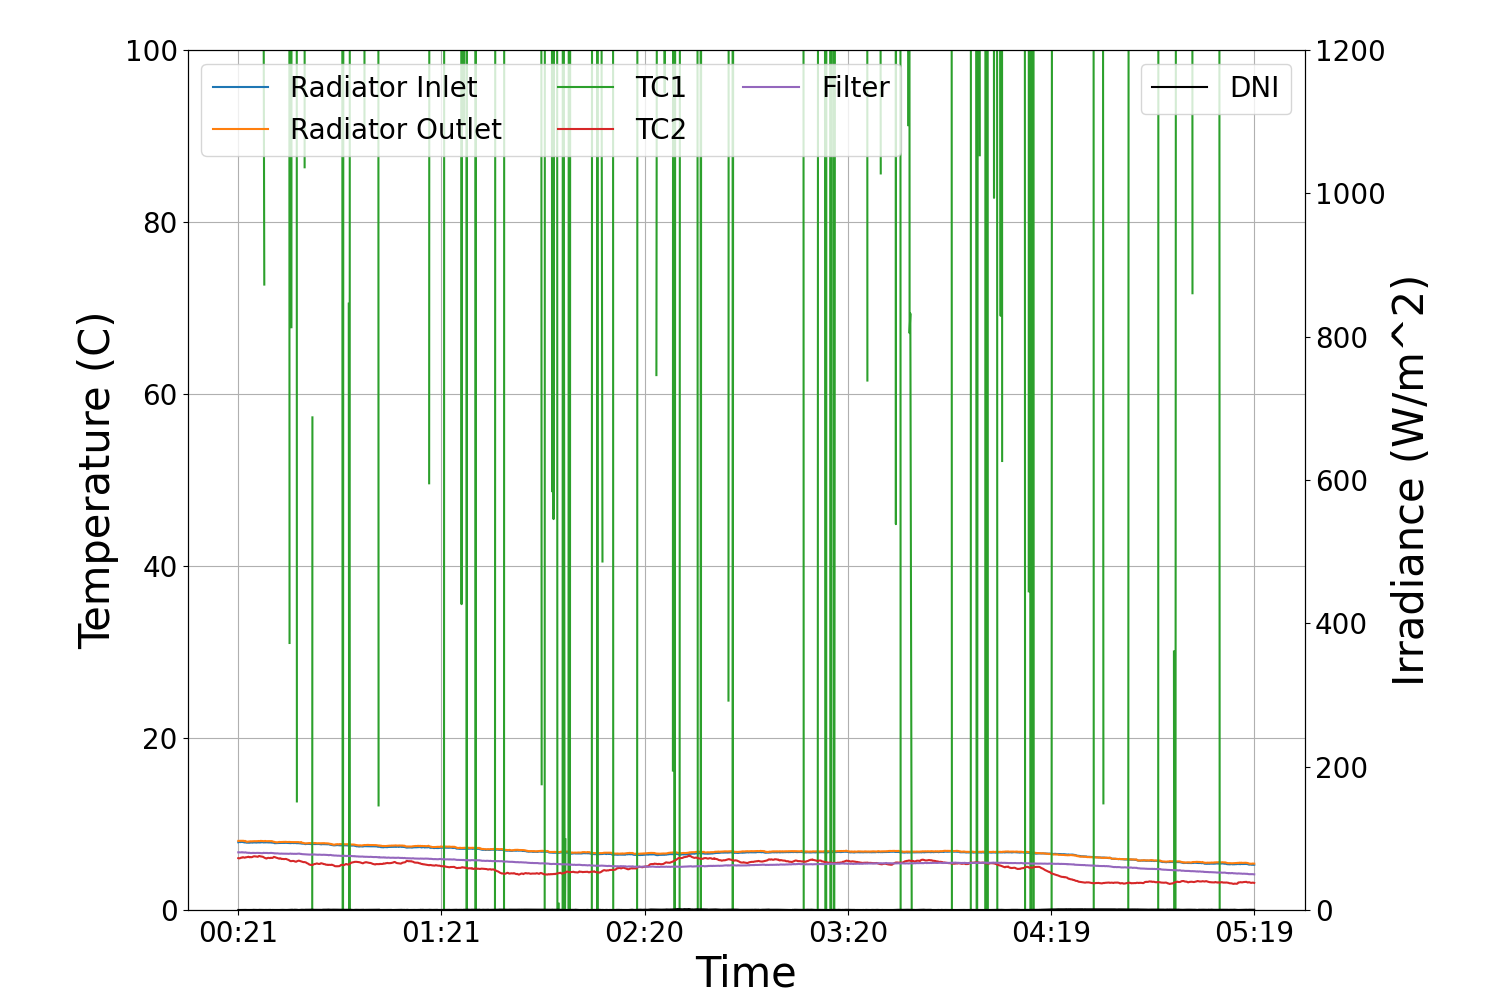 Radiator Inlet
Radiator Outlet
TC1
TC2
Filter
DNI
100
80
60
40
20
0
Temperature (C)
1200
1000
800
600
400
200
0
Irradiance (W/m^2)
00:21 01:21 02:20 03:20 04:19 05:19
Time